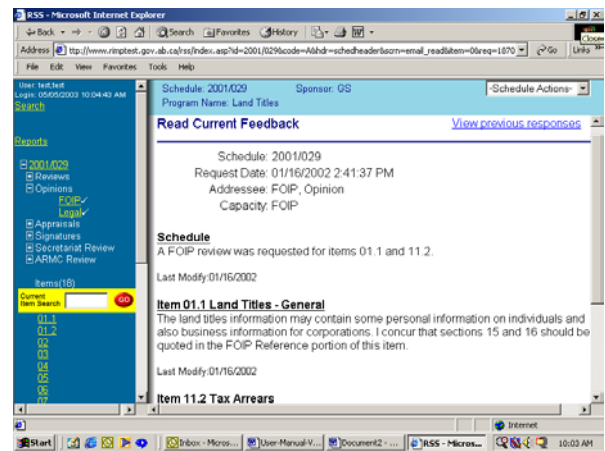 RSS - Microsoft Internet Explorer
Back Search Favorites History
Close
Address ttp://www.rimptest.gov.ab.ca/rss/index.asp?id=2001/029&code=A&hdr=schedheader&scrn=email_read&item=0&req=1870 Go Links »
File Edit View Favorites Tools Help
User: test,test
Login: 05/05/2003 10:04:43 AM
Search
Reports
2001/029
Reviews
Opinions
FOIP✓
Legal✓
Appraisals
Signatures
Secretariat Review
ARMC Review
Items(18)
Current
Item Search GO
01.1
01.2
02
03
04
05
06
07
Schedule: 2001/029 Sponsor: GS -Schedule Actions-
Program Name: Land Titles
Read Current Feedback View previous responses
Schedule: 2001/029
Request Date: 01/16/2002 2:41:37 PM
Addressee: FOIP, Opinion
Capacity: FOIP
Schedule
A FOIP review was requested for items 01.1 and 11.2.
Last Modify:01/16/2002
Item 01.1 Land Titles - General
The land titles information may contain some personal information on individuals and
also business information for corporations. I concur that sections 15 and 16 should be
quoted in the FOIP Reference portion of this item.
Last Modify:01/16/2002
Item 11.2 Tax Arrears
Internet
Start Inbox - Micros... User-Manual-V... Document2 - ... RSS - Micros... 10:03 AM